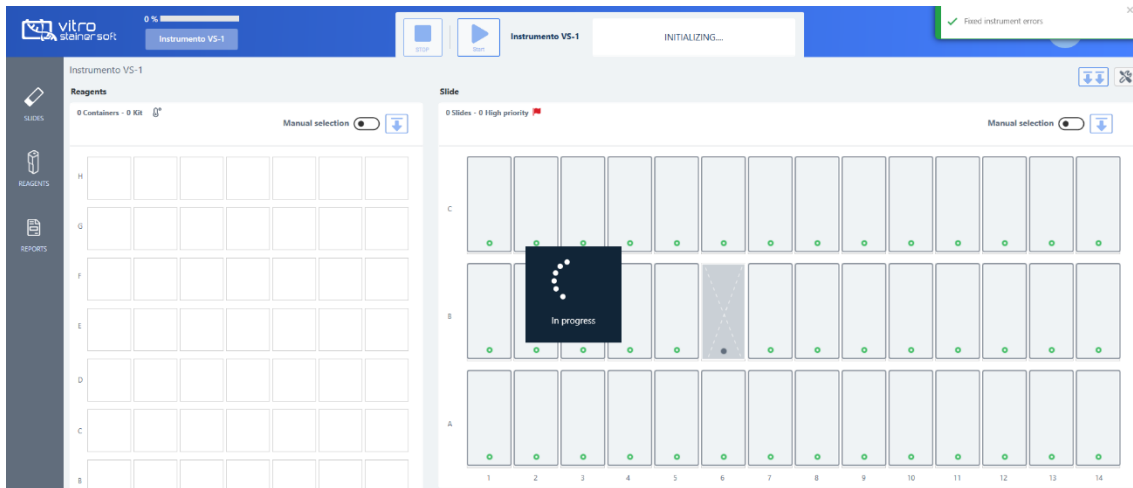 vitro
stainersoft
0 %
Instrumento VS-1
STOP
Start
Instrumento VS-1
INITIALIZING....
Fixed instrument errors
Instrumento VS-1
SLIDES
REAGENTS
REPORTS
Reagents
0 Containers - 0 Kit
Manual selection
H
G
F
E
D
C
B
Slide
0 Slides - 0 High priority
Manual selection
C
B
A
In progress
1 2 3 4 5 6 7 8 9 10 11 12 13 14